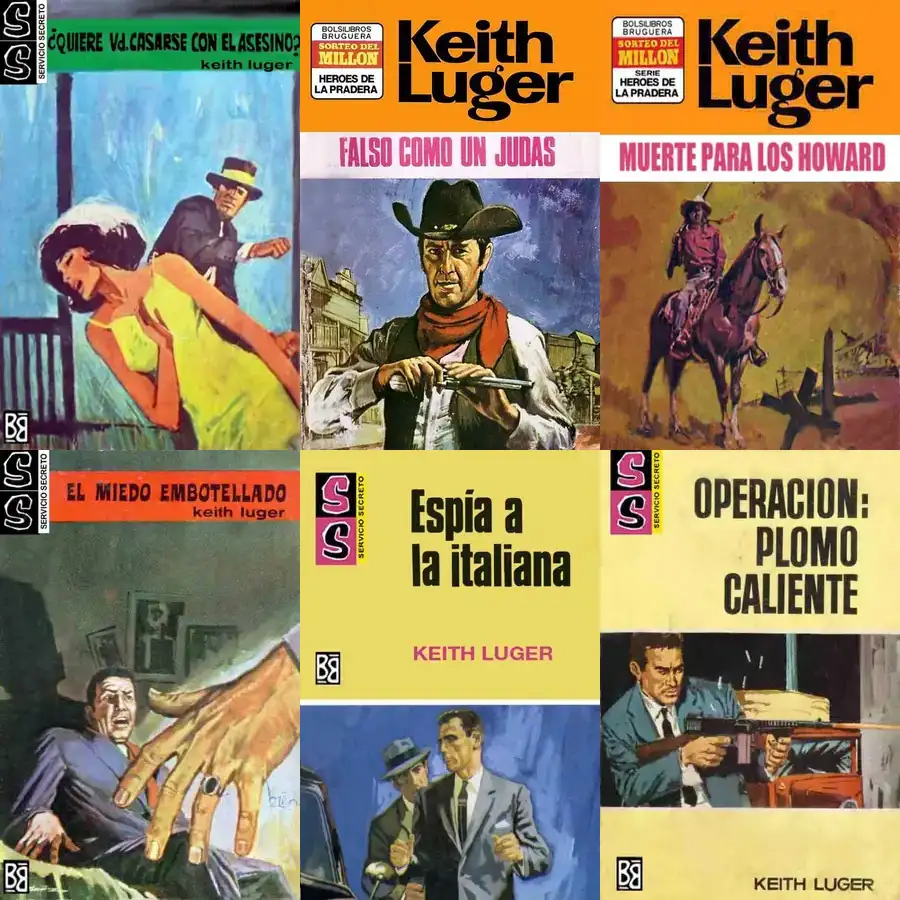 SS
SERVICIO SECRETO
¿QUIERE Vd. CASARSE CON EL ASESINO?
keith luger
BB
BOLSILIBROS
BRUGUERA
SORTEO DEL
MILLON
HEROES DE
LA PRADERA
Keith
Luger
FALSO COMO UN JUDAS
BOLSILIBROS
BRUGUERA
SORTEO DEL
MILLON
SERIE
HEROES DE
LA PRADERA
Keith
Luger
MUERTE PARA LOS HOWARD
SS
SERVICIO SECRETO
EL MIEDO EMBOTELLADO
keith luger
BB
SS
SERVICIO SECRETO
Espía a
la italiana
KEITH LUGER
BB
SS
SERVICIO SECRETO
OPERACION:
PLOMO
CALIENTE
BB
KEITH LUGER